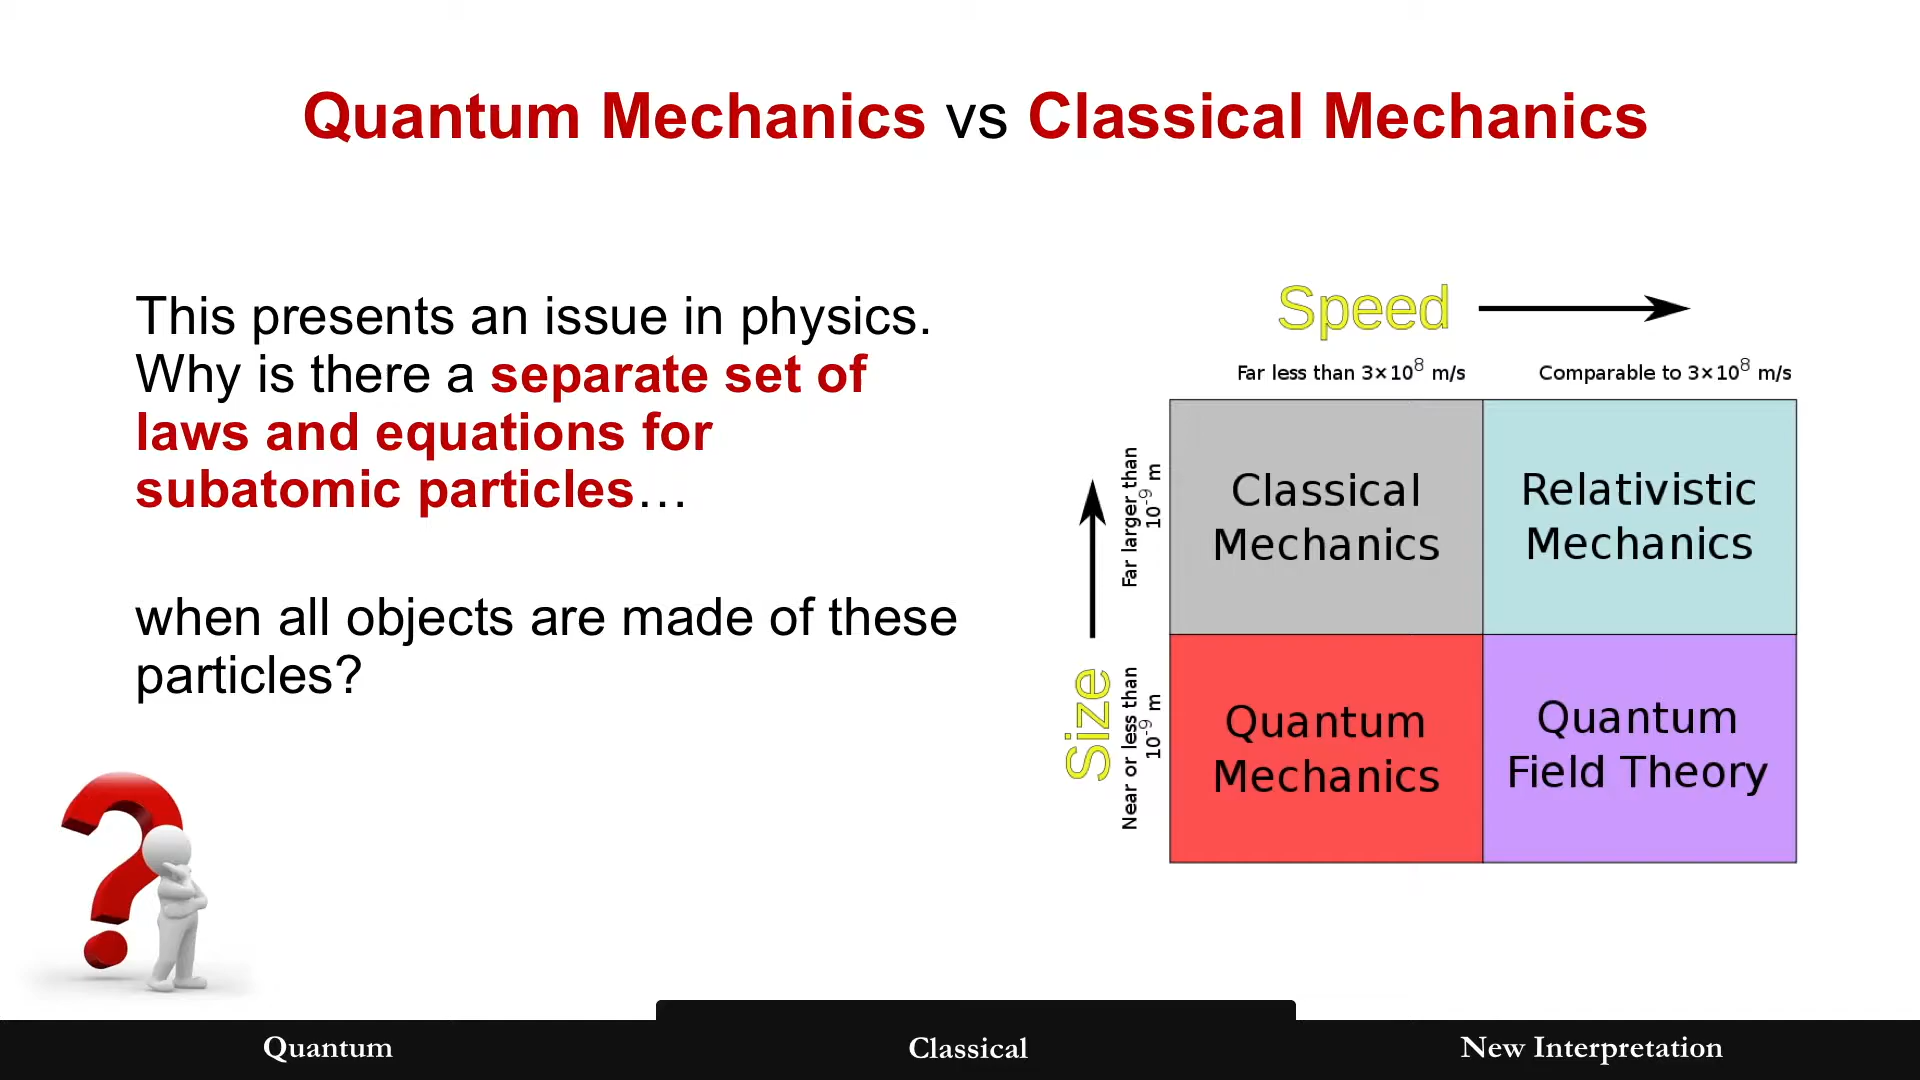 Quantum Mechanics vs Classical Mechanics
This presents an issue in physics.
Why is there a separate set of
laws and equations for
subatomic particles…
when all objects are made of these
particles?
Speed
Far less than 3×10⁸ m/s
Comparable to 3×10⁸ m/s
Size
Far larger than
10⁻⁹ m
Near or less than
10⁻⁹ m
Classical
Mechanics
Relativistic
Mechanics
Quantum
Mechanics
Quantum
Field Theory
Quantum
Classical
New Interpretation